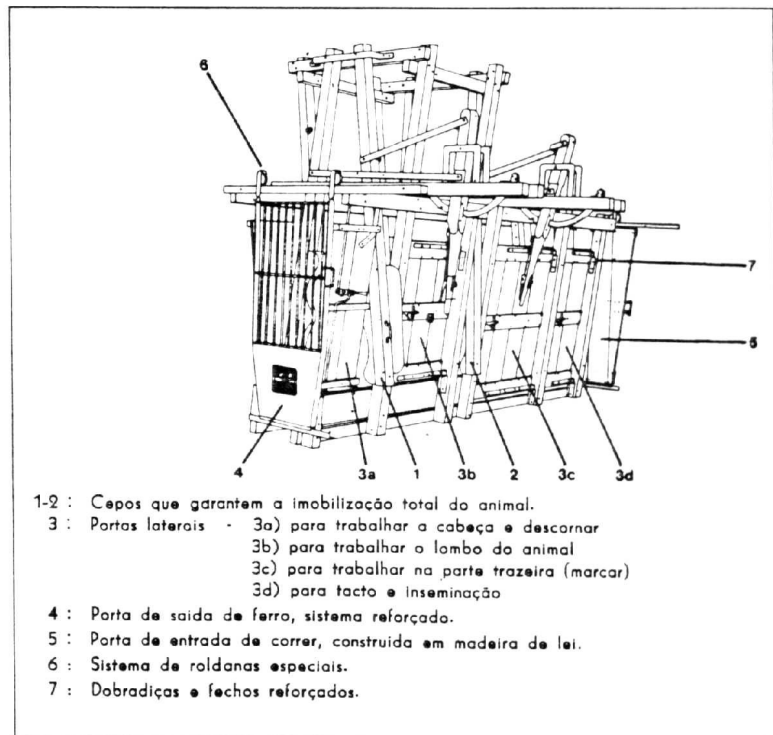 6
7
5
4
3a
1
3b
2
3c
3d
1-2 : Cepos que garantem a imobilização total do animal.
3 : Portas laterais - 3a) para trabalhar a cabeça e descornar
3b) para trabalhar o lombo do animal
3c) para trabalhar na parte trazeira (marcar)
3d) para tacto e inseminação
4 : Porta de saida de ferro, sistema reforçado.
5 : Porta de entrada de correr, construida em madeira de lei.
6 : Sistema de roldanas especiais.
7 : Dobradiças e fechos reforçados.